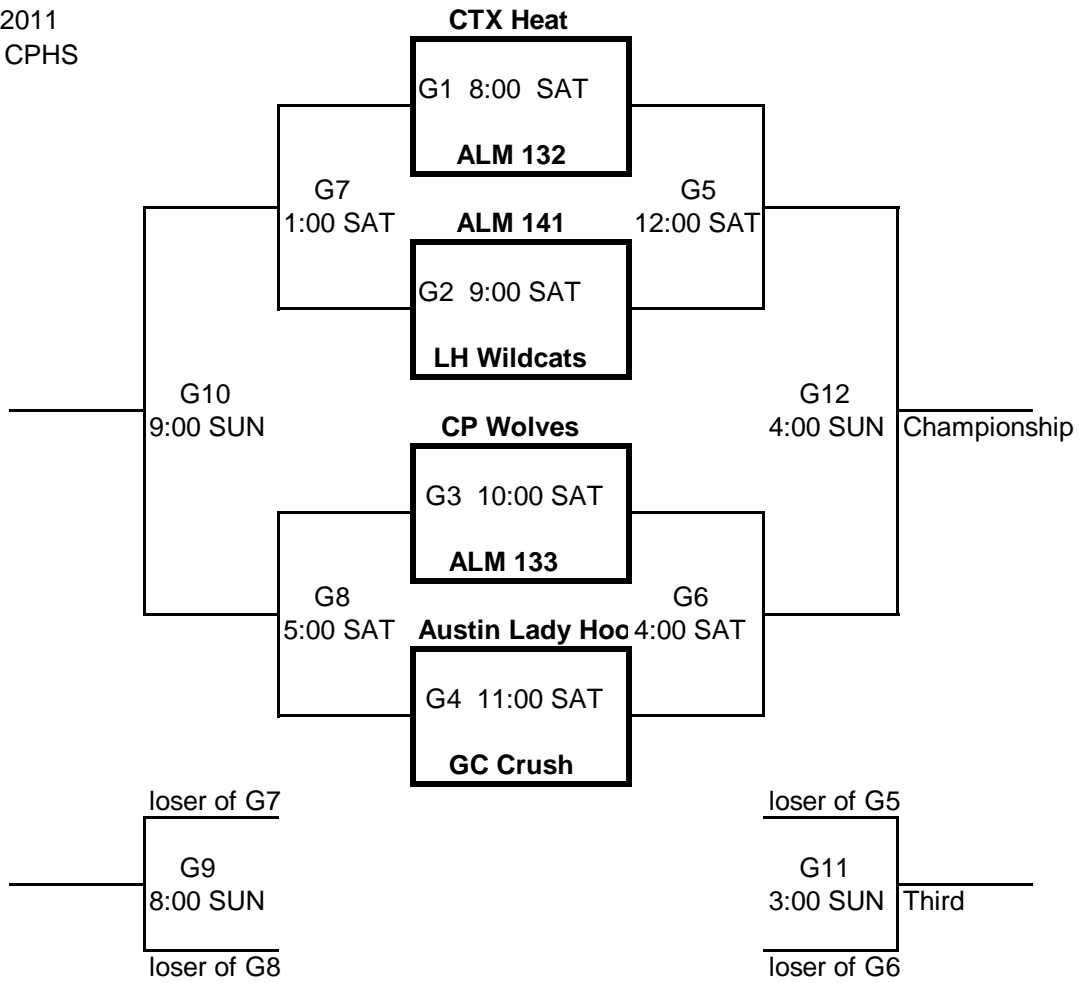 2011
CPHS
CTX Heat
G1 8:00 SAT
ALM 132
G7
1:00 SAT
ALM 141
G5
12:00 SAT
G2 9:00 SAT
LH Wildcats
G10
9:00 SUN
CP Wolves
G12
4:00 SUN
Championship
G3 10:00 SAT
ALM 133
G8
5:00 SAT
Austin Lady Hoo
G6
4:00 SAT
G4 11:00 SAT
GC Crush
loser of G7
loser of G5
G9
8:00 SUN
G11
3:00 SUN
Third
loser of G8
loser of G6